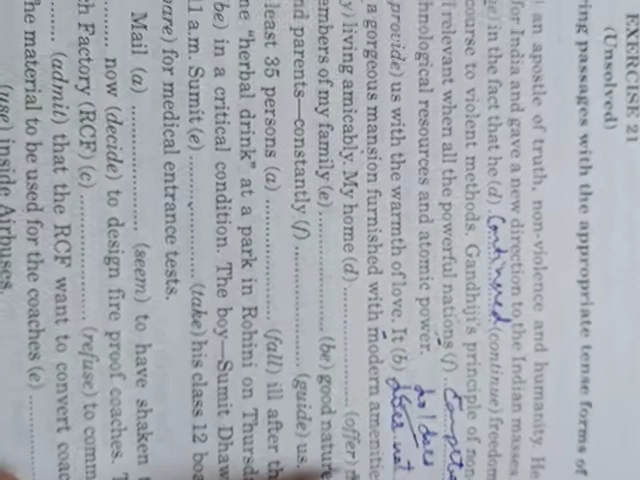 EXERCISE 21
(Unsolved)
ring passages with the appropriate tense forms of
an apostle of truth, non-violence and humanity. He
for India and gave a new direction to the Indian masses
in the fact that he (d) Continued (continue) freedom
course to violent methods. Gandhiji's principle of non-
relevant when all the powerful nations (f)
hnological resources and atomic power. do/does
provide) us with the warmth of love. It (b) does not
a gorgeous mansion furnished with modern amenitie
y) living amicably. My home (d) .................. (offer)
embers of my family (e) .................. (be) good nature
nd parents—constantly (f) .................. (guide) us.
least 35 persons (a) .................. (fall) ill after th
ne "herbal drink" at a park in Rohini on Thursd
be) in a critical condition. The boy—Sumit Dhaw
1 a.m. Sumit (e) .................. (take) his class 12 boa
pare) for medical entrance tests.
Mail (a) .................. (seem) to have shaken
........ now (decide) to design fire proof coaches. T
ch Factory (RCF) (c) .................. (refuse) to comm
........ (admit) that the RCF want to convert coac
he material to be used for the coaches (e) ..........
(use) inside Airbuses.